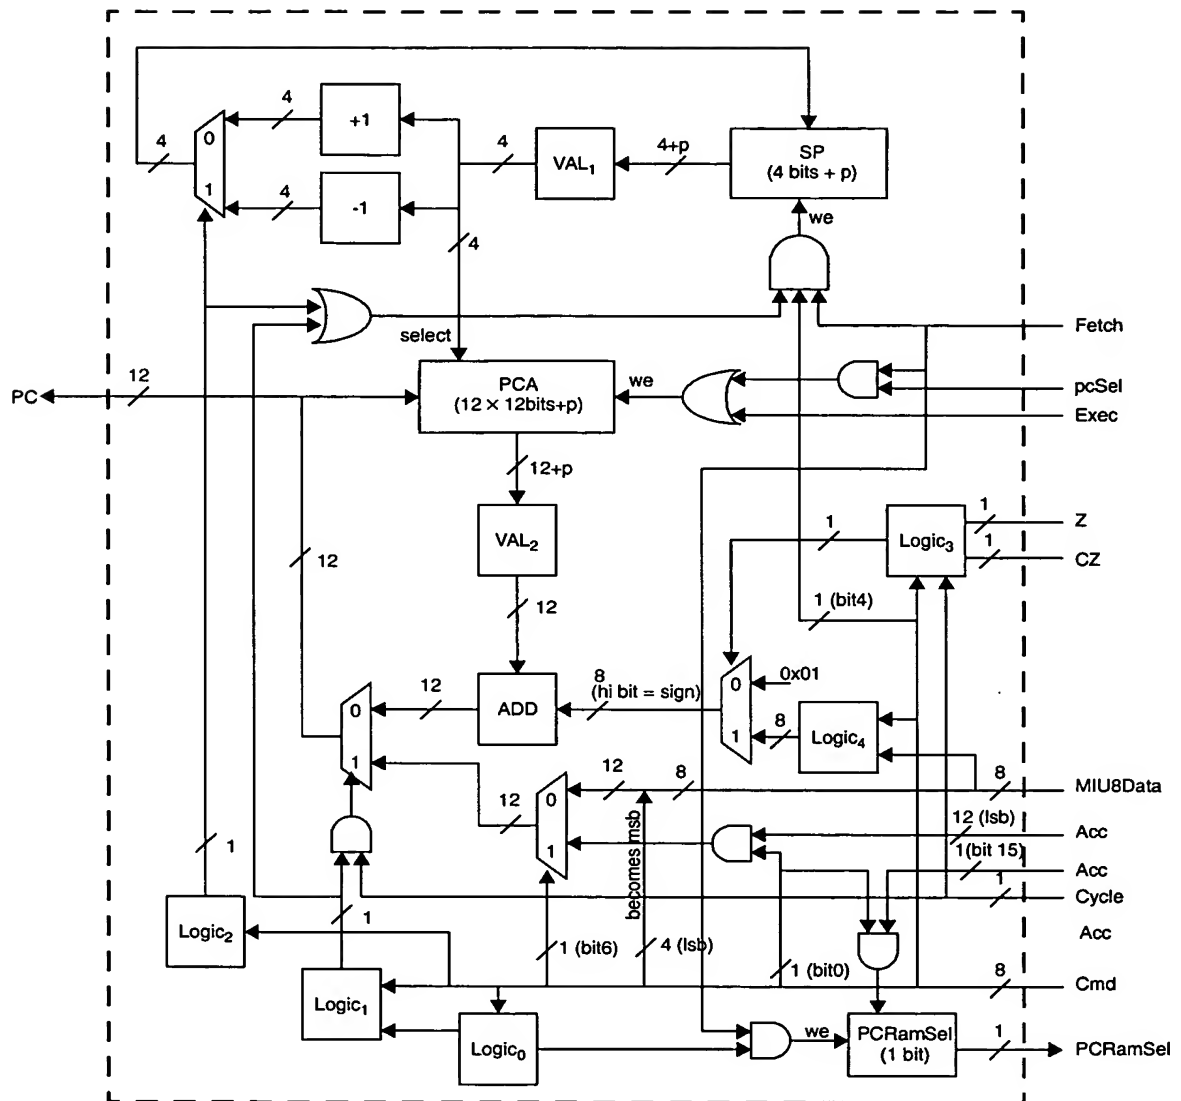 4
+1
0
4
4
VAL₁
4+p
SP
(4 bits + p)
1
4
-1
we
4
select
Fetch
PC
12
PCA
(12 × 12bits+p)
we
pcSel
Exec
12+p
VAL₂
12
12
1
Logic₃
1
Z
1
CZ
1 (bit4)
0
12
ADD
8
(hi bit = sign)
0
0x01
1
8
Logic₄
1
12
0
12
8
8
MIU8Data
12
1
becomes msb
12 (lsb)
Acc
1(bit 15)
Acc
1
1
Cycle
Logic₂
1
Acc
1 (bit6)
4 (lsb)
1 (bit0)
8
Cmd
Logic₁
Logic₀
we
PCRamSel
(1 bit)
1
PCRamSel